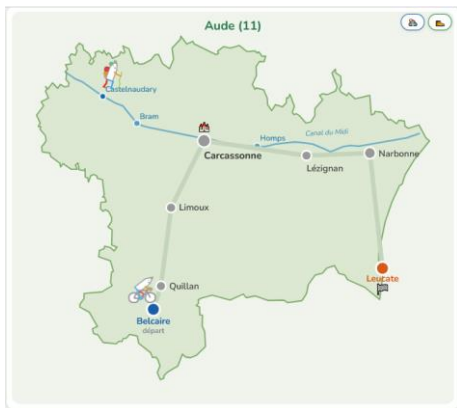 Aude (11)
Castelnaudary
Bram
Homps
Canal du Midi
Carcassonne
Lézignan
Narbonne
Limoux
Leucate
Quillan
Belcaire
départ